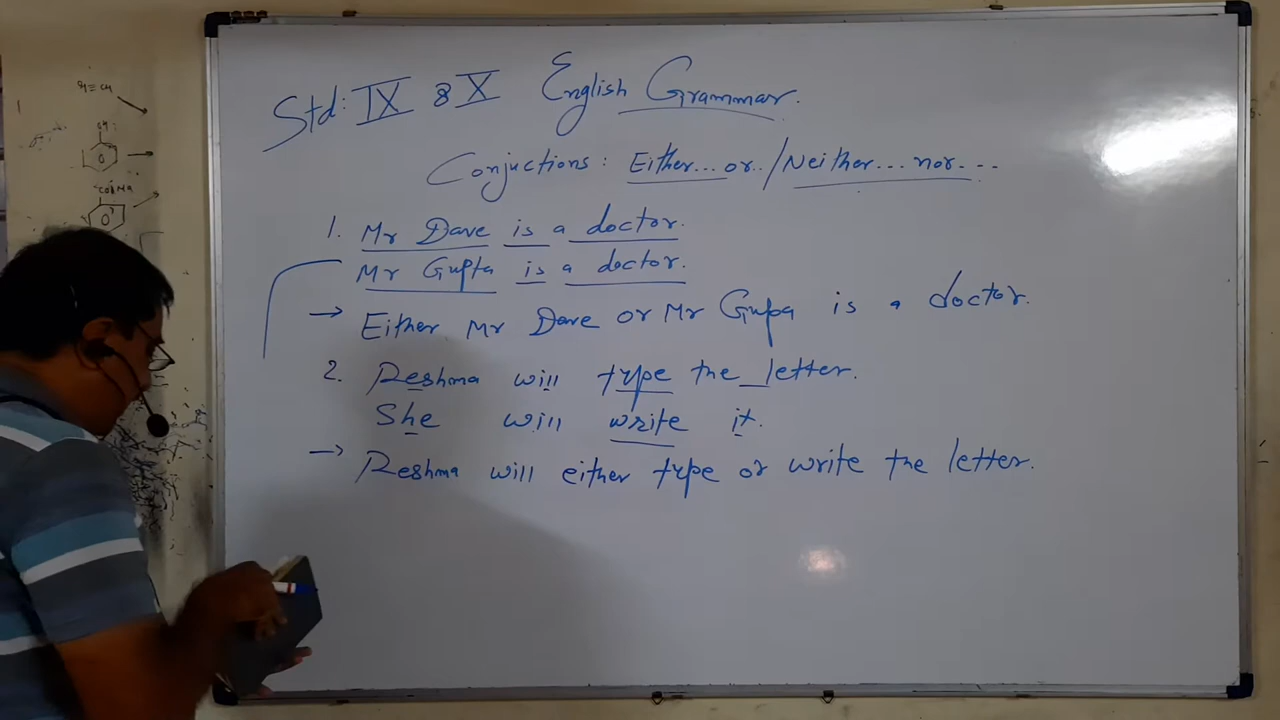 Std: IX & X English Grammar.
Conjuctions: Either... or.. / Neither... nor...
1. Mr Dave is a doctor.
Mr Gupta is a doctor.
→ Either Mr Dave or Mr Gupa is a doctor.
2. Reshma will type the letter.
She will write it.
→ Reshma will either type or write the letter.